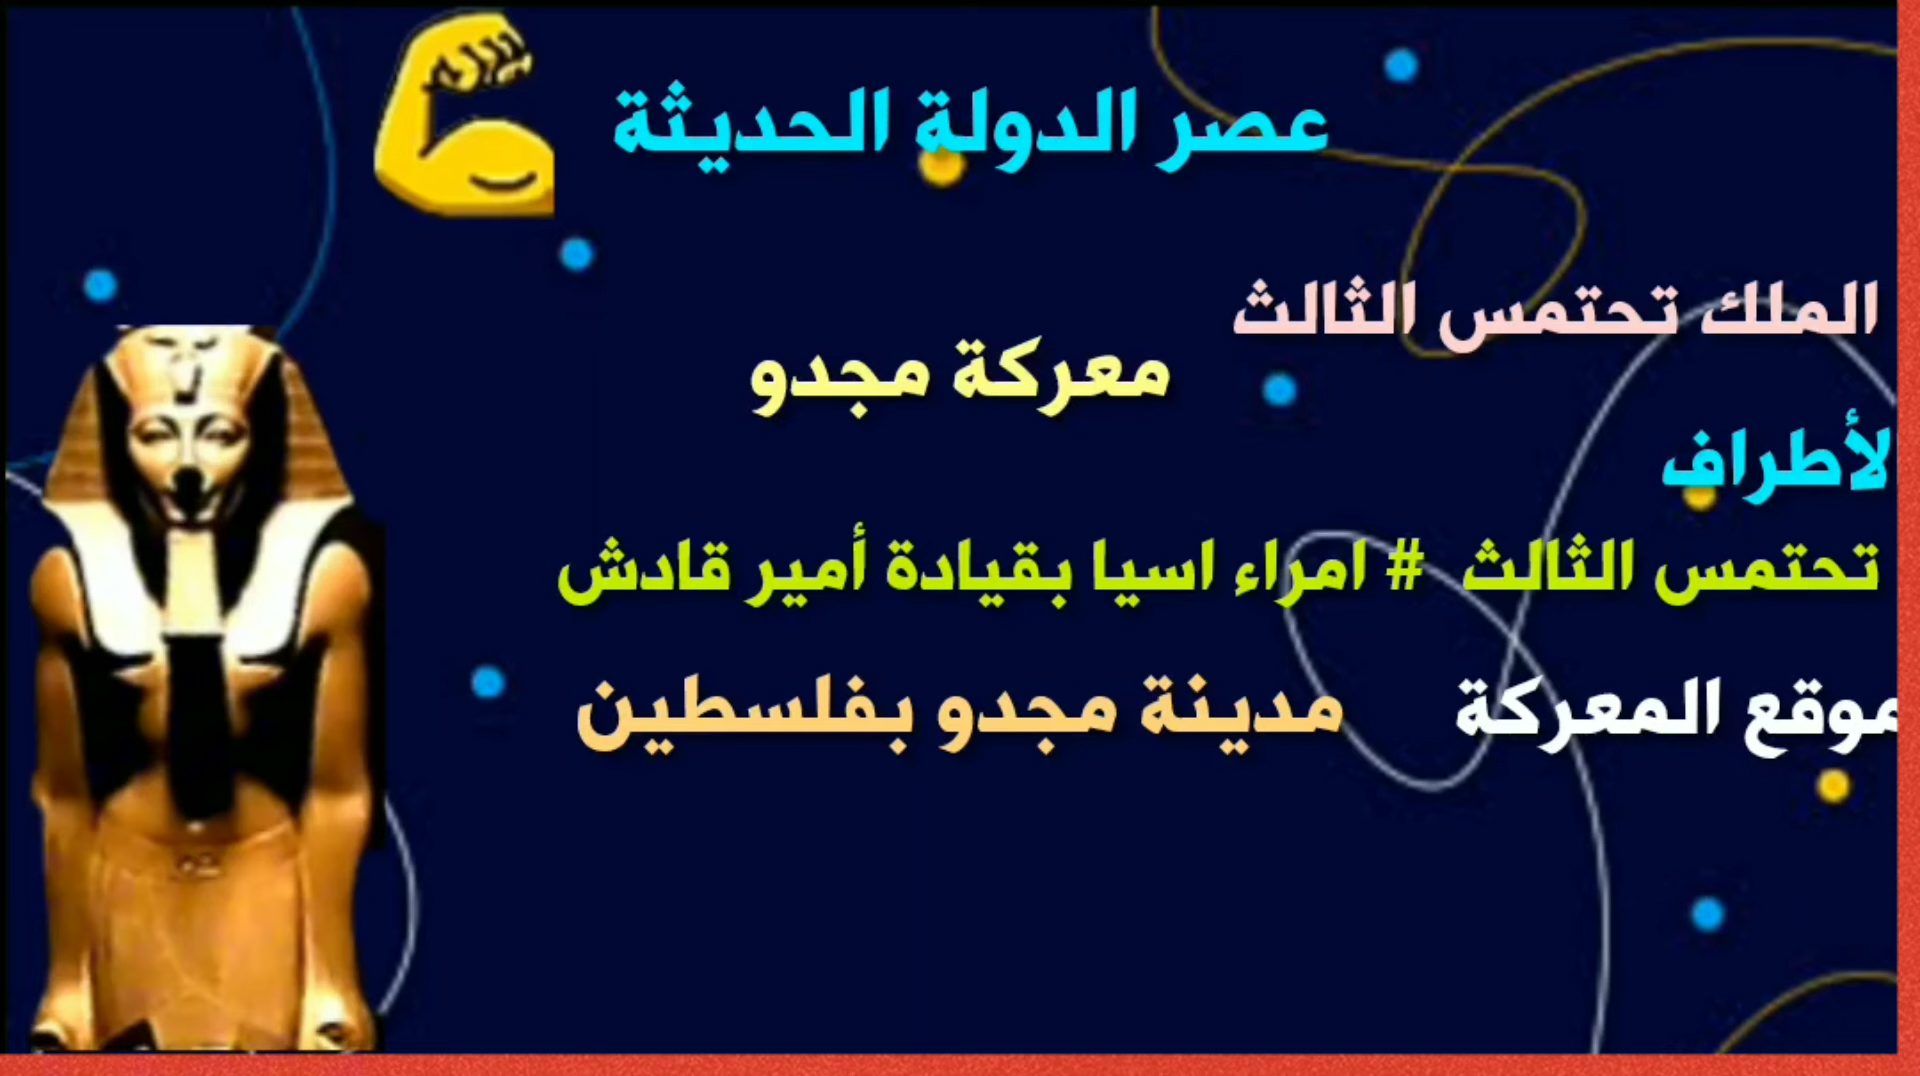 عصر الدولة الحديثة
الملك تحتمس الثالث
معركة مجدو
لأطراف
تحتمس الثالث # امراء اسيا بقيادة أمير قادش
موقع المعركة مدينة مجدو بفلسطين